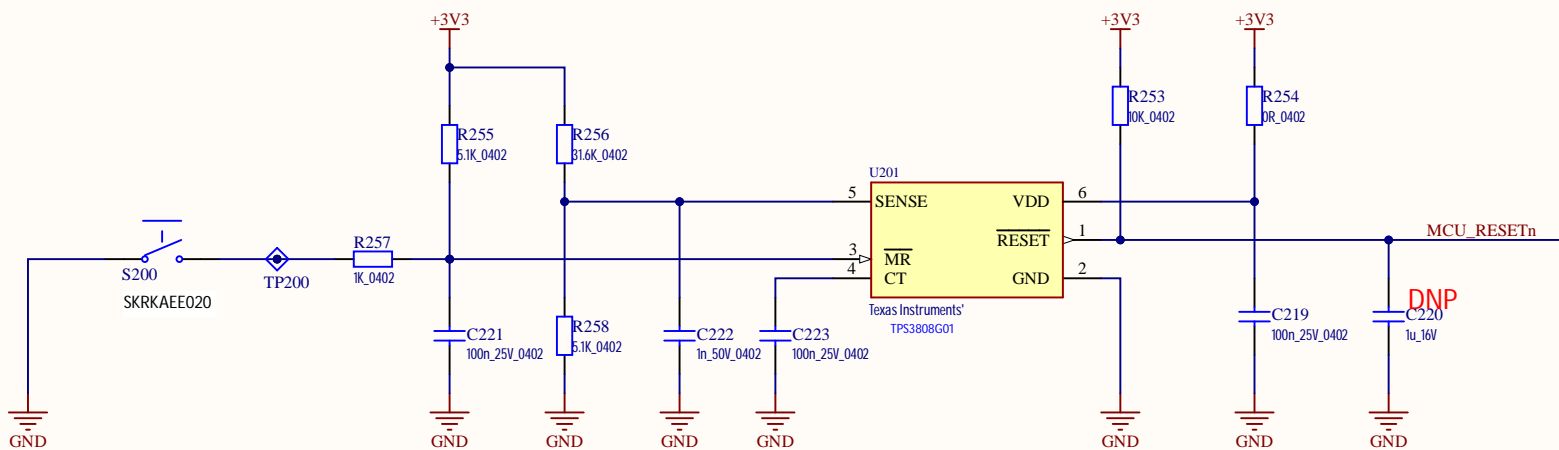 +3V3
+3V3
+3V3
R253
10K_0402
R254
0R_0402
R255
5.1K_0402
R256
31.6K_0402
U201
5
SENSE
VDD
6
RESET
1
MCU_RESETn
3
MR
4
CT
GND
2
R257
1K_0402
S200
TP200
SKRKAEE020
Texas Instruments'
TPS3808G01
DNP
C221
100n_25V_0402
R258
5.1K_0402
C222
1n_50V_0402
C223
100n_25V_0402
C219
100n_25V_0402
C220
1u_16V
GND
GND
GND
GND
GND
GND
GND
GND